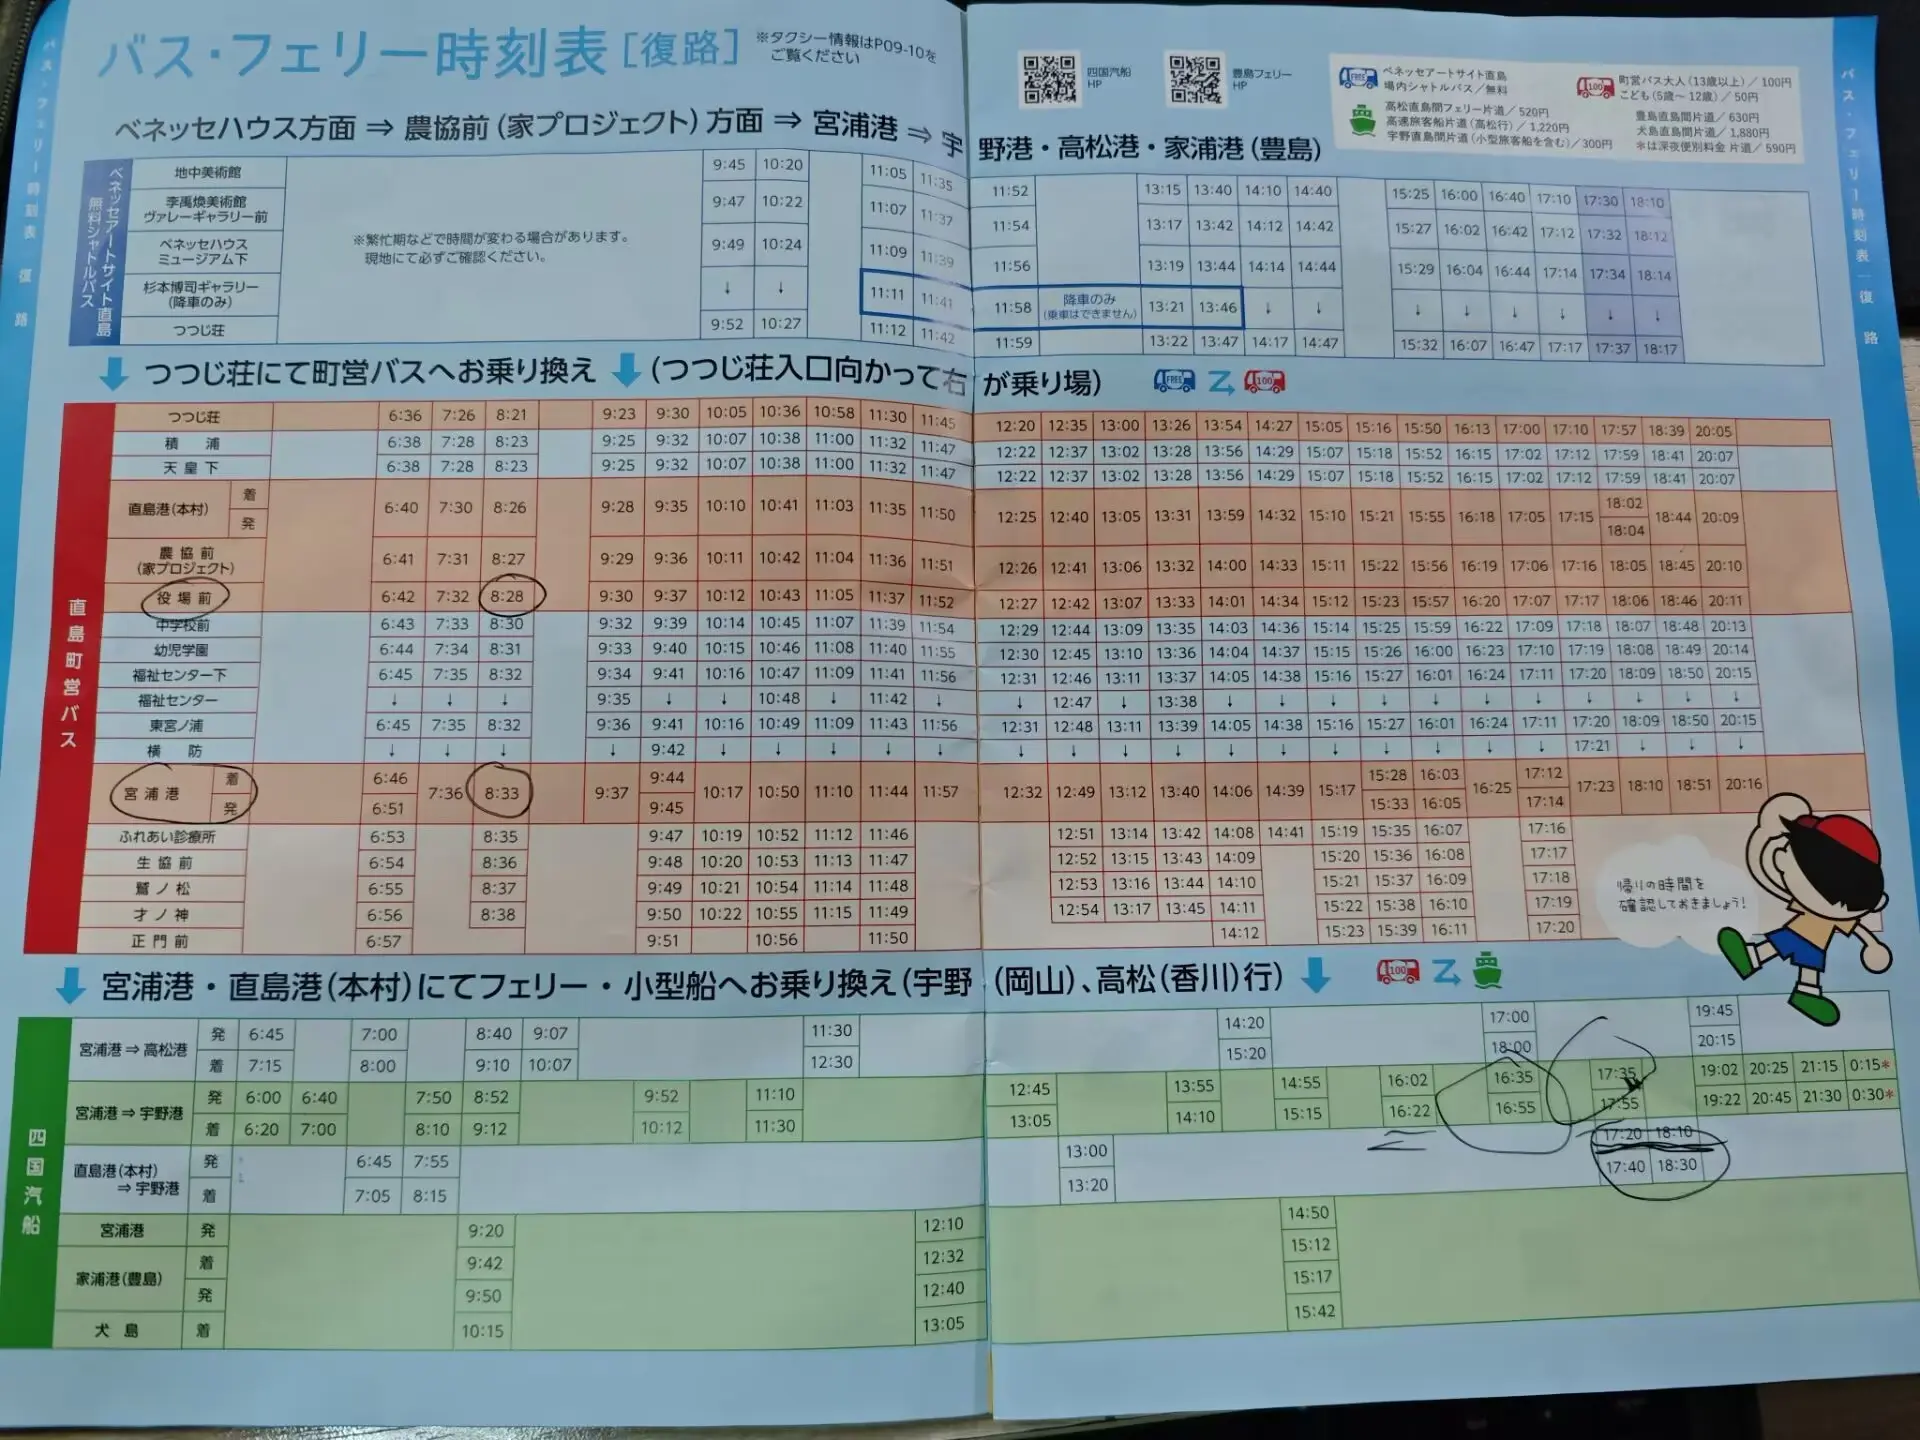 バス・フェリー時刻表[復路]
※タクシー情報はP09-10を
ご覧ください
四国汽船
HP
豊島フェリー
HP
FREE ベネッセアートサイト直島
場内シャトルバス/無料
100 町営バス大人(13歳以上)/100円
こども(5歳〜12歳)/50円
高松直島間フェリー片道/520円
高速旅客船片道(高松行)/1,220円
宇野直島間片道(小型旅客船を含む)/300円
豊島直島間片道/630円
犬島直島間片道/1,880円
＊は深夜便別料金 片道/590円
ベネッセハウス方面⇒農協前(家プロジェクト)方面⇒宮浦港⇒宇野港・高松港・家浦港(豊島)
ベネッセアートサイト直島
無料シャトルバス
地中美術館 9:45 10:20 11:05 11:35 11:52 13:15 13:40 14:10 14:40 15:25 16:00 16:40 17:10 17:30 18:10
李禹煥美術館
ヴァレーギャラリー前 9:47 10:22 11:07 11:37 11:54 13:17 13:42 14:12 14:42 15:27 16:02 16:42 17:12 17:32 18:12
※繁忙期などで時間が変わる場合があります。
現地にて必ずご確認ください。
ベネッセハウス
ミュージアム下 9:49 10:24 11:09 11:39 11:56 13:19 13:44 14:14 14:44 15:29 16:04 16:44 17:14 17:34 18:14
杉本博司ギャラリー
(降車のみ) ↓ ↓ 11:11 11:41 11:58 降車のみ 13:21 13:46 ↓ ↓ ↓ ↓ ↓ ↓ ↓ ↓
(乗車はできません)
つつじ荘 9:52 10:27 11:12 11:42 11:59 13:22 13:47 14:17 14:47 15:32 16:07 16:47 17:17 17:37 18:17
↓つつじ荘にて町営バスへお乗り換え↓(つつじ荘入口向かって右が乗り場) FREE 100
直島町営バス
つつじ荘 6:36 7:26 8:21 9:23 9:30 10:05 10:36 10:58 11:30 11:45 12:20 12:35 13:00 13:26 13:54 14:27 15:05 15:16 15:50 16:13 17:00 17:10 17:57 18:39 20:05
積浦 6:38 7:28 8:23 9:25 9:32 10:07 10:38 11:00 11:32 11:47 12:22 12:37 13:02 13:28 13:56 14:29 15:07 15:18 15:52 16:15 17:02 17:12 17:59 18:41 20:07
天皇下 6:38 7:28 8:23 9:25 9:32 10:07 10:38 11:00 11:32 11:47 12:22 12:37 13:02 13:28 13:56 14:29 15:07 15:18 15:52 16:15 17:02 17:12 17:59 18:41 20:07
直島港(本村) 着 発 6:40 7:30 8:26 9:28 9:35 10:10 10:41 11:03 11:35 11:50 12:25 12:40 13:05 13:31 13:59 14:32 15:10 15:21 15:55 16:18 17:05 17:15 18:02 18:04 18:44 20:09
農協前
(家プロジェクト) 6:41 7:31 8:27 9:29 9:36 10:11 10:42 11:04 11:36 11:51 12:26 12:41 13:06 13:32 14:00 14:33 15:11 15:22 15:56 16:19 17:06 17:16 18:05 18:45 20:10
役場前 6:42 7:32 8:28 9:30 9:37 10:12 10:43 11:05 11:37 11:52 12:27 12:42 13:07 13:33 14:01 14:34 15:12 15:23 15:57 16:20 17:07 17:17 18:06 18:46 20:11
中学校前 6:43 7:33 8:30 9:32 9:39 10:14 10:45 11:07 11:39 11:54 12:29 12:44 13:09 13:35 14:03 14:36 15:14 15:25 15:59 16:22 17:09 17:18 18:07 18:48 20:13
幼児学園 6:44 7:34 8:31 9:33 9:40 10:15 10:46 11:08 11:40 11:55 12:30 12:45 13:10 13:36 14:04 14:37 15:15 15:26 16:00 16:23 17:10 17:19 18:08 18:49 20:14
福祉センター下 6:45 7:35 8:32 9:34 9:41 10:16 10:47 11:09 11:41 11:56 12:31 12:46 13:11 13:37 14:05 14:38 15:16 15:27 16:01 16:24 17:11 17:20 18:09 18:50 20:15
福祉センター ↓ ↓ ↓ 9:35 ↓ ↓ 10:48 ↓ 11:42 ↓ ↓ 12:47 ↓ 13:38 ↓ ↓ ↓ ↓ ↓ ↓ ↓ ↓ ↓ ↓ ↓
東宮ノ浦 6:45 7:35 8:32 9:36 9:41 10:16 10:49 11:09 11:43 11:56 12:31 12:48 13:11 13:39 14:05 14:38 15:16 15:27 16:01 16:24 17:11 17:20 18:09 18:50 20:15
横防 ↓ ↓ ↓ ↓ 9:42 ↓ ↓ ↓ ↓ ↓ ↓ ↓ ↓ ↓ ↓ ↓ ↓ ↓ ↓ ↓ ↓ 17:21 ↓ ↓ ↓
宮浦港 着 6:46 7:36 8:33 9:37 9:44 10:17 10:50 11:10 11:44 11:57 12:32 12:49 13:12 13:40 14:06 14:39 15:17 15:28 16:03 16:25 17:12 17:23 18:10 18:51 20:16
発 6:51 9:45 15:33 16:05 17:14
ふれあい診療所 6:53 8:35 9:47 10:19 10:52 11:12 11:46 12:51 13:14 13:42 14:08 14:41 15:19 15:35 16:07 17:16
生協前 6:54 8:36 9:48 10:20 10:53 11:13 11:47 12:52 13:15 13:43 14:09 15:20 15:36 16:08 17:17
鷲ノ松 6:55 8:37 9:49 10:21 10:54 11:14 11:48 12:53 13:16 13:44 14:10 15:21 15:37 16:09 17:18
才ノ神 6:56 8:38 9:50 10:22 10:55 11:15 11:49 12:54 13:17 13:45 14:11 15:22 15:38 16:10 17:19
正門前 6:57 9:51 10:56 11:50 14:12 15:23 15:39 16:11 17:20
帰りの時間を
確認しておきましょう!
↓宮浦港・直島港(本村)にてフェリー・小型船へお乗り換え(宇野(岡山)、高松(香川)行)↓ 100
四国汽船
宮浦港⇒高松港 発 6:45 7:00 8:40 9:07 11:30 14:20 17:00 19:45
着 7:15 8:00 9:10 10:07 12:30 15:20 18:00 20:15
宮浦港⇒宇野港 発 6:00 6:40 7:50 8:52 9:52 11:10 12:45 13:55 14:55 16:02 16:35 17:35 19:02 20:25 21:15 0:15＊
着 6:20 7:00 8:10 9:12 10:12 11:30 13:05 14:10 15:15 16:22 16:55 17:55 19:22 20:45 21:30 0:30＊
直島港(本村)
⇒宇野港 発 6:45 7:55 13:00 17:20 18:10
着 7:05 8:15 13:20 17:40 18:30
宮浦港 発 9:20 12:10 14:50
家浦港(豊島) 着 9:42 12:32 15:12
発 9:50 12:40 15:17
犬島 着 10:15 13:05 15:42
バス・フェリー時刻表 復路
バス・フェリー時刻表 復路